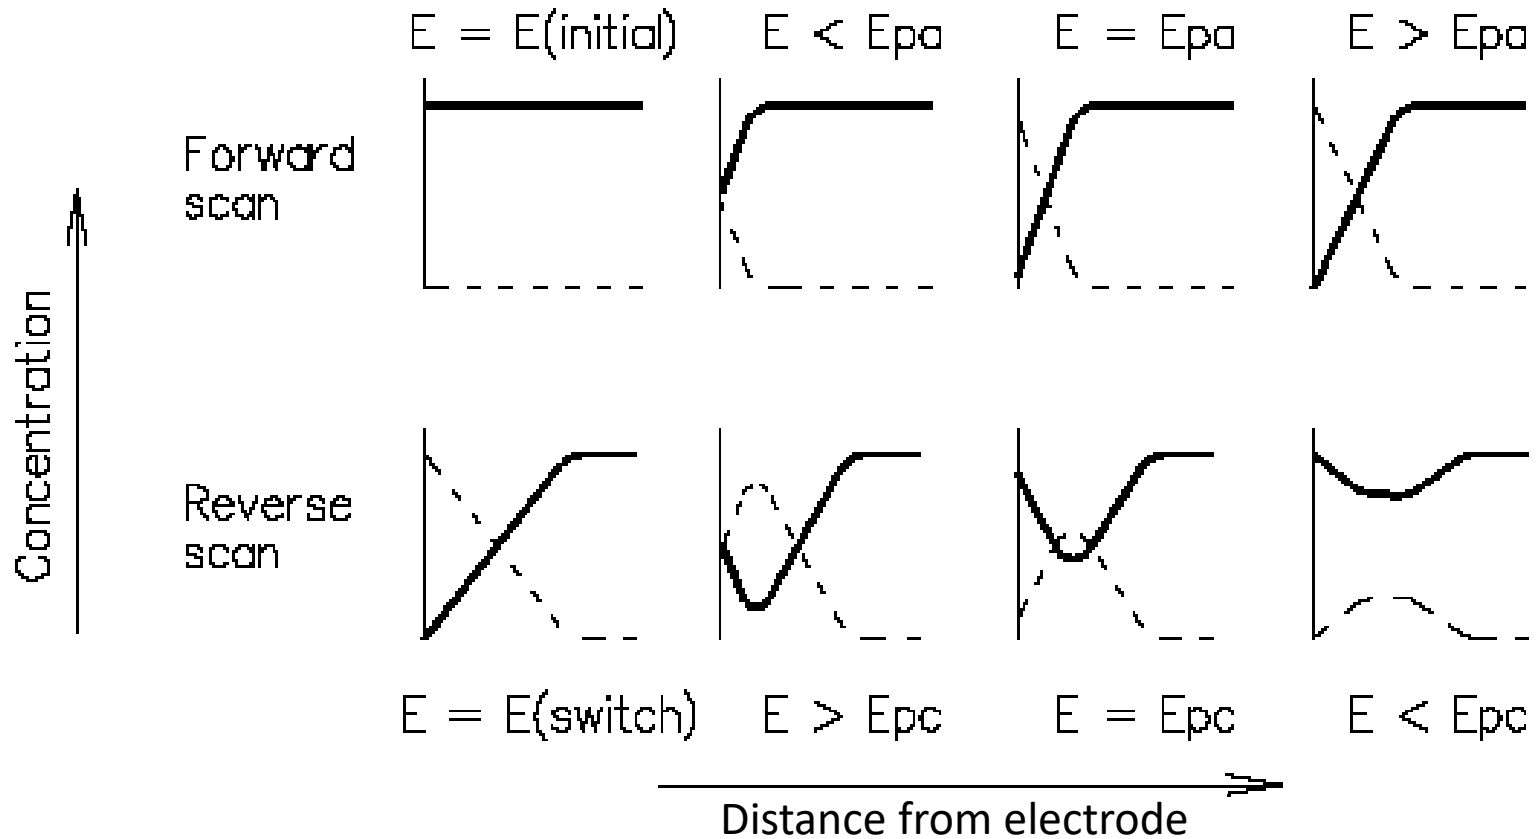 E = E(initial)
E < Epa
E = Epa
E > Epa
Forward
scan
Concentration
Reverse
scan
E = E(switch)
E > Epc
E = Epc
E < Epc
Distance from electrode